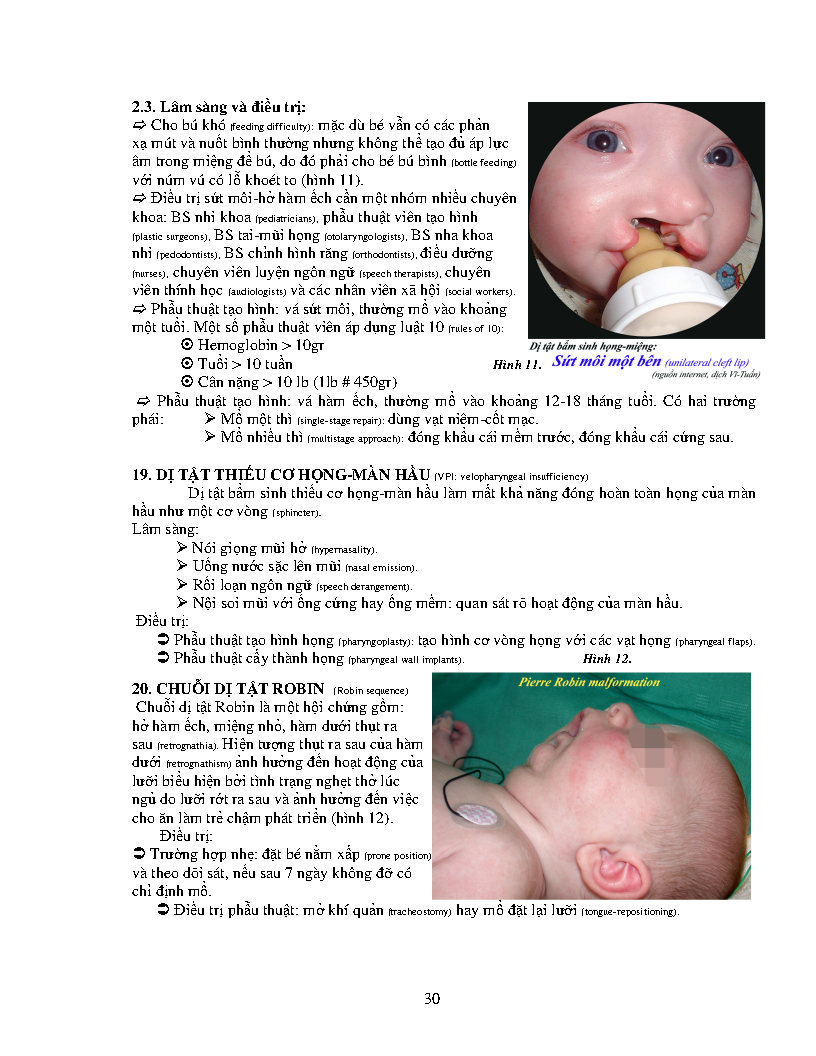 2.3. Lâm sàng và điều trị:
➩ Cho bú khó (feeding difficulty): mặc dù bé vẫn có các phản
xạ mút và nuốt bình thường nhưng không thể tạo đủ áp lực
âm trong miệng để bú, do đó phải cho bé bú bình (bottle feeding)
với núm vú có lỗ khoét to (hình 11).
➩ Điều trị sứt môi-hở hàm ếch cần một nhóm nhiều chuyên
khoa: BS nhi khoa (pediatricians), phẫu thuật viên tạo hình
(plastic surgeons), BS tai-mũi họng (otolaryngologists), BS nha khoa
nhi (pedodontists), BS chỉnh hình răng (orthodontists), điều dưỡng
(nurses), chuyên viên luyện ngôn ngữ (speech therapists), chuyên
viên thính học (audiologists) và các nhân viên xã hội (social workers).
➩ Phẫu thuật tạo hình: vá sứt môi, thường mổ vào khoảng
một tuổi. Một số phẫu thuật viên áp dụng luật 10 (rules of 10):
⦿ Hemoglobin > 10gr
⦿ Tuổi > 10 tuần
⦿ Cân nặng > 10 lb (1lb # 450gr)
Dị tật bẩm sinh họng-miệng:
Hình 11. Sứt môi một bên (unilateral cleft lip)
(nguồn internet, dịch Vĩ-Tuấn)
➩ Phẫu thuật tạo hình: vá hàm ếch, thường mổ vào khoảng 12-18 tháng tuổi. Có hai trường
phái: ➢ Mổ một thì (single-stage repair): dùng vạt niêm-cốt mạc.
➢ Mổ nhiều thì (multistage approach): đóng khẩu cái mềm trước, đóng khẩu cái cứng sau.
19. DỊ TẬT THIẾU CƠ HỌNG-MÀN HẦU (VPI: velopharyngeal insufficiency)
Dị tật bẩm sinh thiếu cơ họng-màn hầu làm mất khả năng đóng hoàn toàn họng của màn
hầu như một cơ vòng (sphincter).
Lâm sàng:
➢ Nói giọng mũi hở (hypernasality).
➢ Uống nước sặc lên mũi (nasal emission).
➢ Rối loạn ngôn ngữ (speech derangement).
➢ Nội soi mũi với ống cứng hay ống mềm: quan sát rõ hoạt động của màn hầu.
Điều trị:
➲ Phẫu thuật tạo hình họng (pharyngoplasty): tạo hình cơ vòng họng với các vạt họng (pharyngeal flaps).
➲ Phẫu thuật cấy thành họng (pharyngeal wall implants). Hình 12.
20. CHUỖI DỊ TẬT ROBIN (Robin sequence)
Chuỗi dị tật Robin là một hội chứng gồm:
hở hàm ếch, miệng nhỏ, hàm dưới thụt ra
sau (retrognathia). Hiện tượng thụt ra sau của hàm
dưới (retrognathism) ảnh hưởng đến hoạt động của
lưỡi biểu hiện bởi tình trạng nghẹt thở lúc
ngủ do lưỡi rớt ra sau và ảnh hưởng đến việc
cho ăn làm trẻ chậm phát triển (hình 12).
Điều trị:
➲ Trường hợp nhẹ: đặt bé nằm xấp (prone position)
và theo dõi sát, nếu sau 7 ngày không đỡ có
chỉ định mổ.
Pierre Robin malformation
➲ Điều trị phẫu thuật: mở khí quản (tracheostomy) hay mổ đặt lại lưỡi (tongue-repositioning).
30